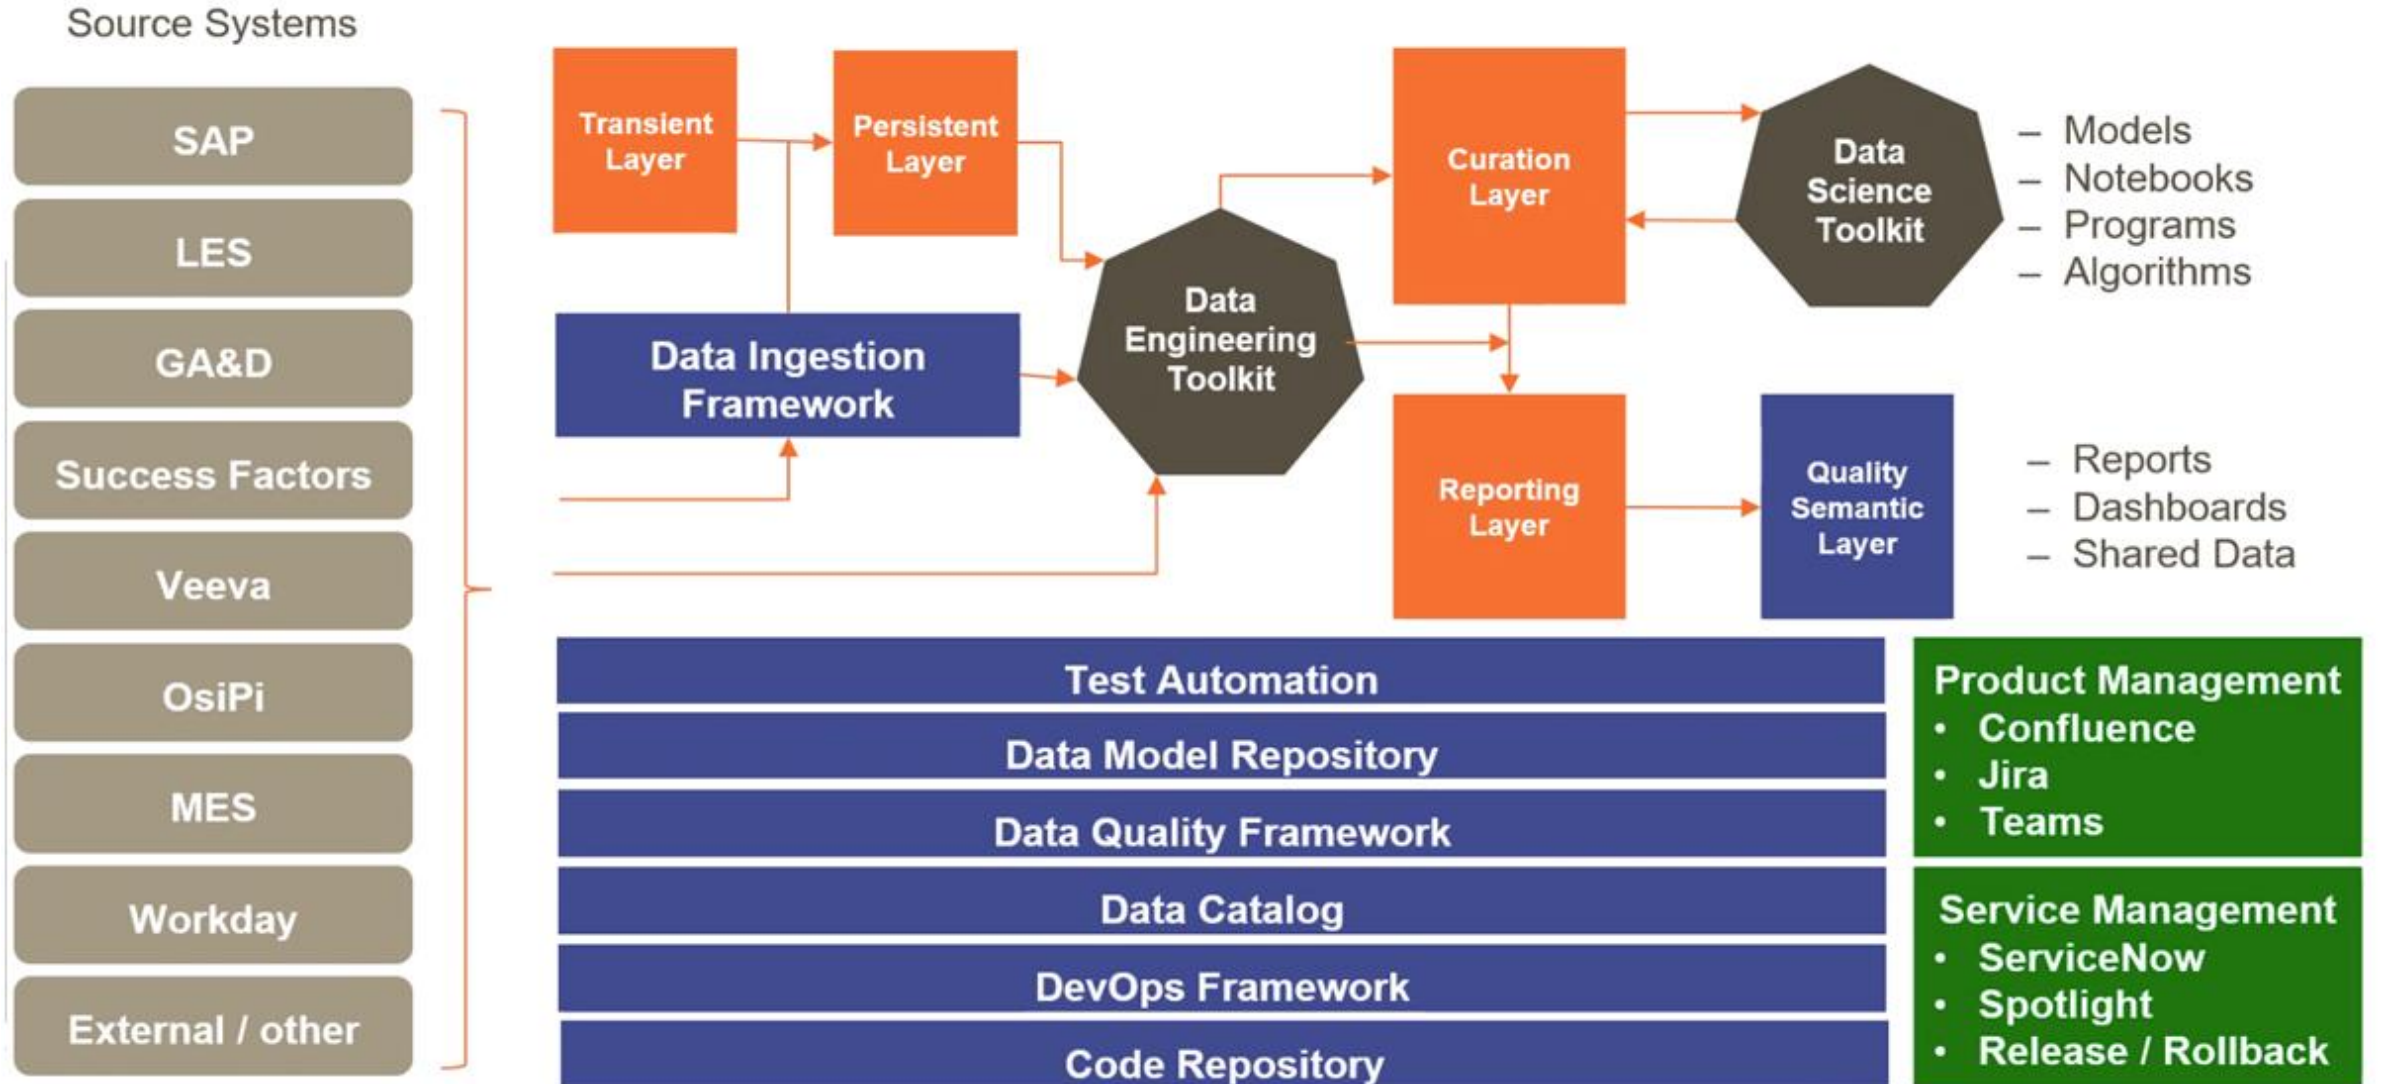 Source Systems
SAP
LES
GA&D
Success Factors
Veeva
OsiPi
MES
Workday
External / other
Transient
Layer
Persistent
Layer
Data Ingestion
Framework
Data
Engineering
Toolkit
Curation
Layer
Data
Science
Toolkit
– Models
– Notebooks
– Programs
– Algorithms
Reporting
Layer
Quality
Semantic
Layer
– Reports
– Dashboards
– Shared Data
Test Automation
Data Model Repository
Data Quality Framework
Data Catalog
DevOps Framework
Code Repository
Product Management
• Confluence
• Jira
• Teams
Service Management
• ServiceNow
• Spotlight
• Release / Rollback